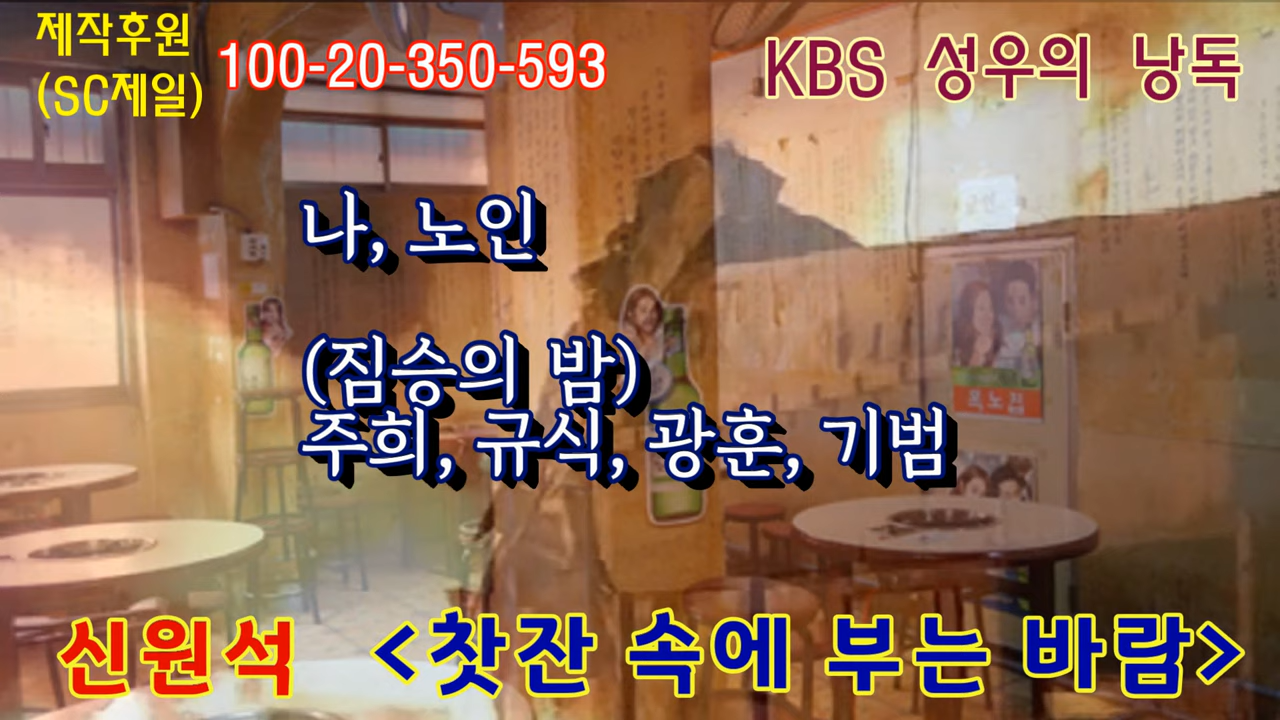 제작후원
(SC제일)
100-20-350-593
KBS 성우의 낭독
나, 노인
(짐승의 밤)
주희, 규식, 광훈, 기범
신원석 <찻잔 속에 부는 바람>